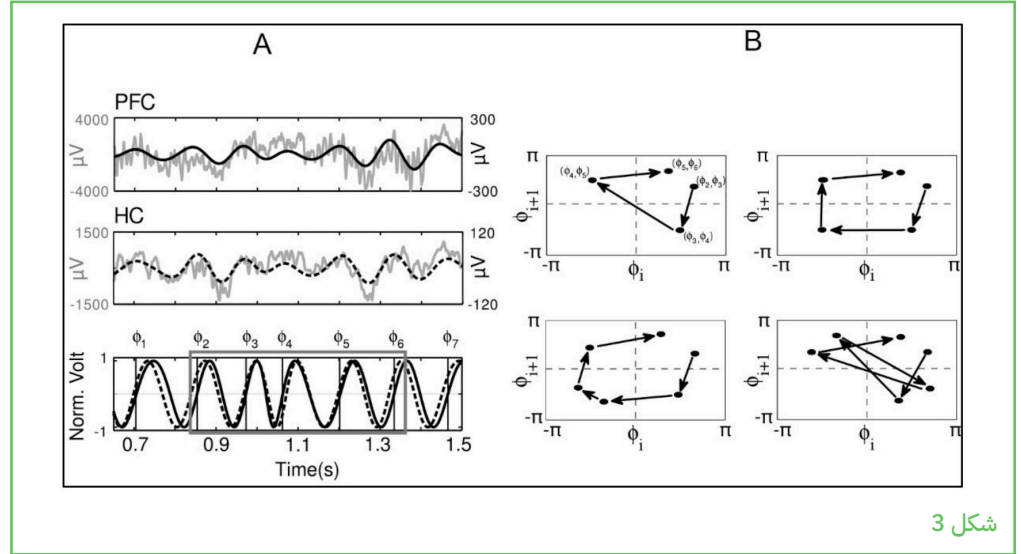 A
B
PFC
4000
μV
-4000
300
μV
-300
HC
1500
μV
-1500
120
μV
-120
ϕ1 ϕ2 ϕ3 ϕ4 ϕ5 ϕ6 ϕ7
1
Norm. Volt
-1
0.7 0.9 1.1 1.3 1.5
Time(s)
π
ϕi+1
-π
(ϕ4,ϕ5)
(ϕ5,ϕ6)
(ϕ2,ϕ3)
(ϕ3,ϕ4)
-π ϕi π
π
ϕi+1
-π
-π ϕi π
π
ϕi+1
-π
-π ϕi π
π
ϕi+1
-π
-π ϕi π
شكل 3